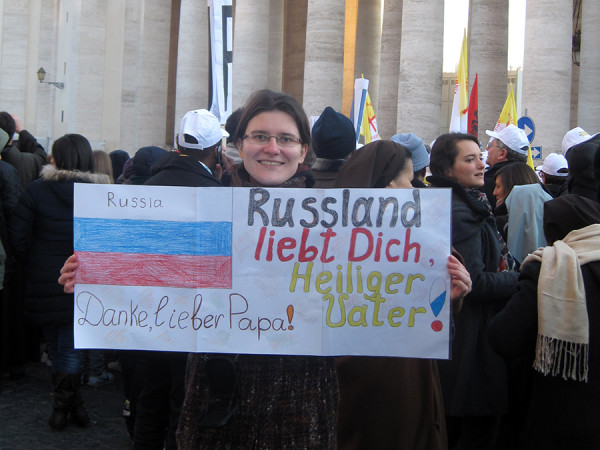 Russia
Danke, lieber Papa!
Russland
liebt Dich,
Heiliger
Vater!